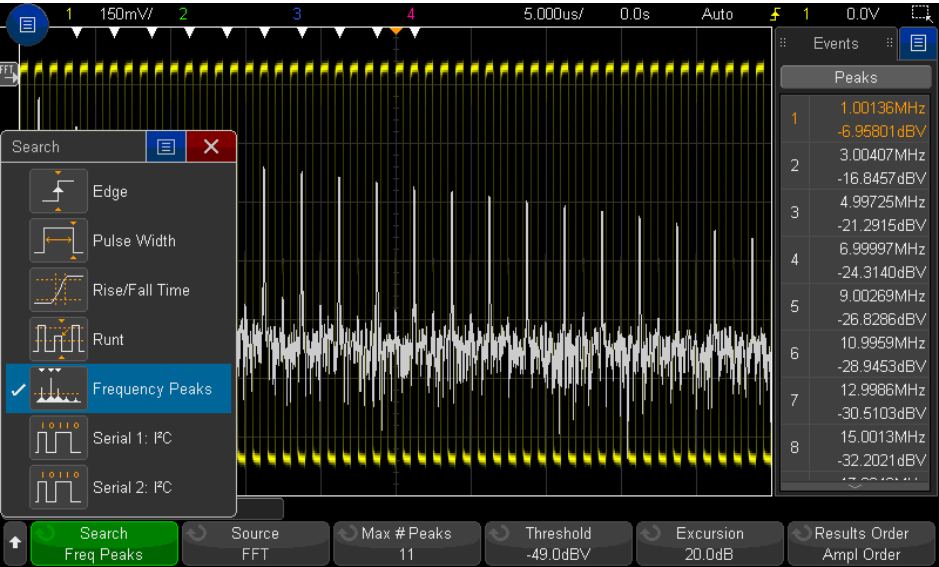 1 150mV/ 2 3 4 5.000us/ 0.0s Auto 1 0.0V
FFT
Events
Peaks
1 1.00136MHz
-6.95801dBV
2 3.00407MHz
-16.8457dBV
3 4.99725MHz
-21.2915dBV
4 6.99997MHz
-24.3140dBV
5 9.00269MHz
-26.8286dBV
6 10.9959MHz
-28.9453dBV
7 12.9986MHz
-30.5103dBV
8 15.0013MHz
-32.2021dBV
Search
Edge
Pulse Width
Rise/Fall Time
Runt
Frequency Peaks
10110
Serial 1: I²C
10110
Serial 2: I²C
Search
Freq Peaks
Source
FFT
Max # Peaks
11
Threshold
-49.0dBV
Excursion
20.0dB
Results Order
Ampl Order